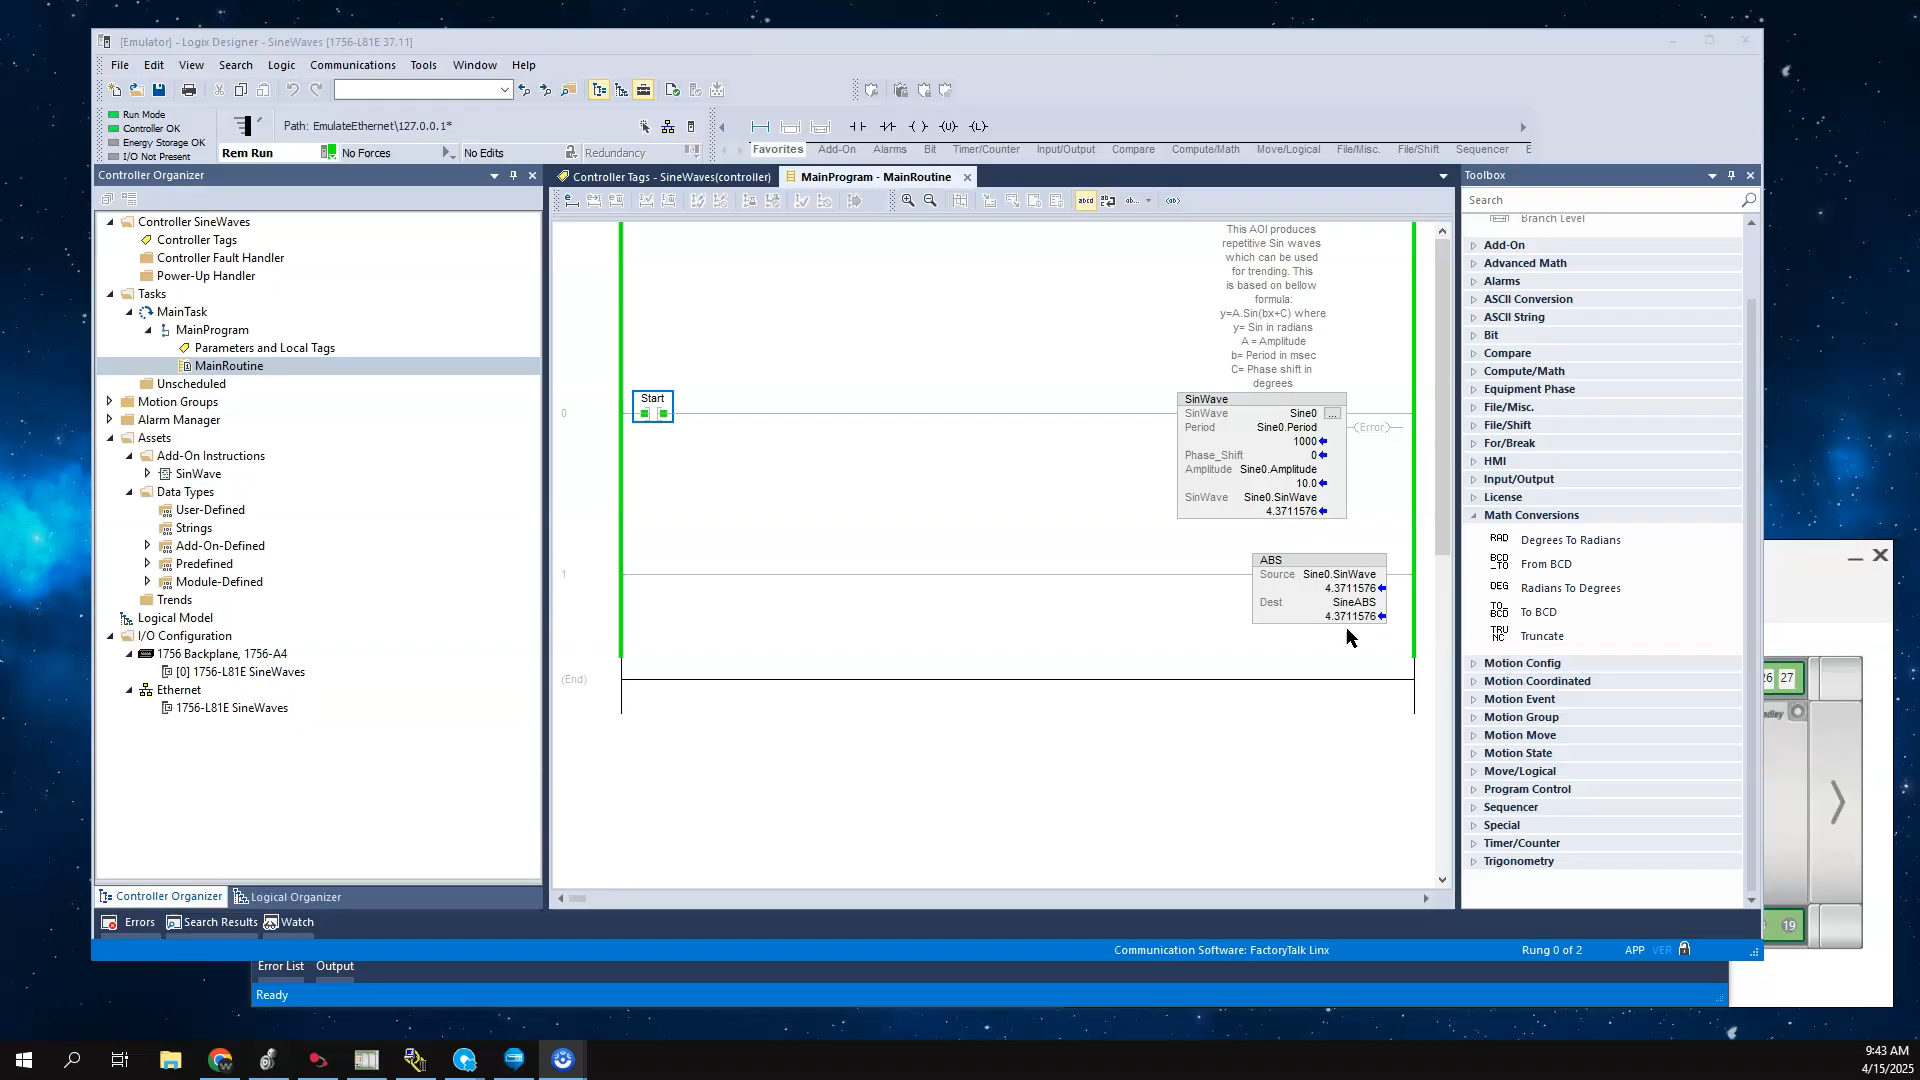 [Emulator] - Logix Designer - SineWaves [1756-L81E 37.11]
File Edit View Search Logic Communications Tools Window Help
Run Mode
Controller OK
Energy Storage OK
I/O Not Present
Path: EmulateEthernet\127.0.0.1*
Rem Run No Forces No Edits Redundancy
Favorites Add-On Alarms Bit Timer/Counter Input/Output Compare Compute/Math Move/Logical File/Misc. File/Shift Sequencer E
Controller Organizer
Controller SineWaves
Controller Tags
Controller Fault Handler
Power-Up Handler
Tasks
MainTask
MainProgram
Parameters and Local Tags
MainRoutine
Unscheduled
Motion Groups
Alarm Manager
Assets
Add-On Instructions
SinWave
Data Types
User-Defined
Strings
Add-On-Defined
Predefined
Module-Defined
Trends
Logical Model
I/O Configuration
1756 Backplane, 1756-A4
[0] 1756-L81E SineWaves
Ethernet
1756-L81E SineWaves
Controller Organizer Logical Organizer
Errors Search Results Watch
Controller Tags - SineWaves(controller) MainProgram - MainRoutine
This AOI produces
repetitive Sin waves
which can be used
for trending. This
is based on bellow
formula:
y=A.Sin(bx+C) where
y= Sin in radians
A = Amplitude
b= Period in msec
C= Phase shift in
degrees
0
Start
SinWave
SinWave Sine0 ...
Period Sine0.Period
1000
Phase_Shift 0
Amplitude Sine0.Amplitude
10.0
SinWave Sine0.SinWave
4.3711576
(Error)
1
ABS
Source Sine0.SinWave
4.3711576
Dest SineABS
4.3711576
(End)
Toolbox
Search
Branch Level
Add-On
Advanced Math
Alarms
ASCII Conversion
ASCII String
Bit
Compare
Compute/Math
Equipment Phase
File/Misc.
File/Shift
For/Break
HMI
Input/Output
License
Math Conversions
RAD Degrees To Radians
BCD_TO From BCD
DEG Radians To Degrees
TO_BCD To BCD
TRUNC Truncate
Motion Config
Motion Coordinated
Motion Event
Motion Group
Motion Move
Motion State
Move/Logical
Program Control
Sequencer
Special
Timer/Counter
Trigonometry
Communication Software: FactoryTalk Linx
Rung 0 of 2
APP VER
Error List Output
Ready
27
19
9:43 AM
4/15/2025